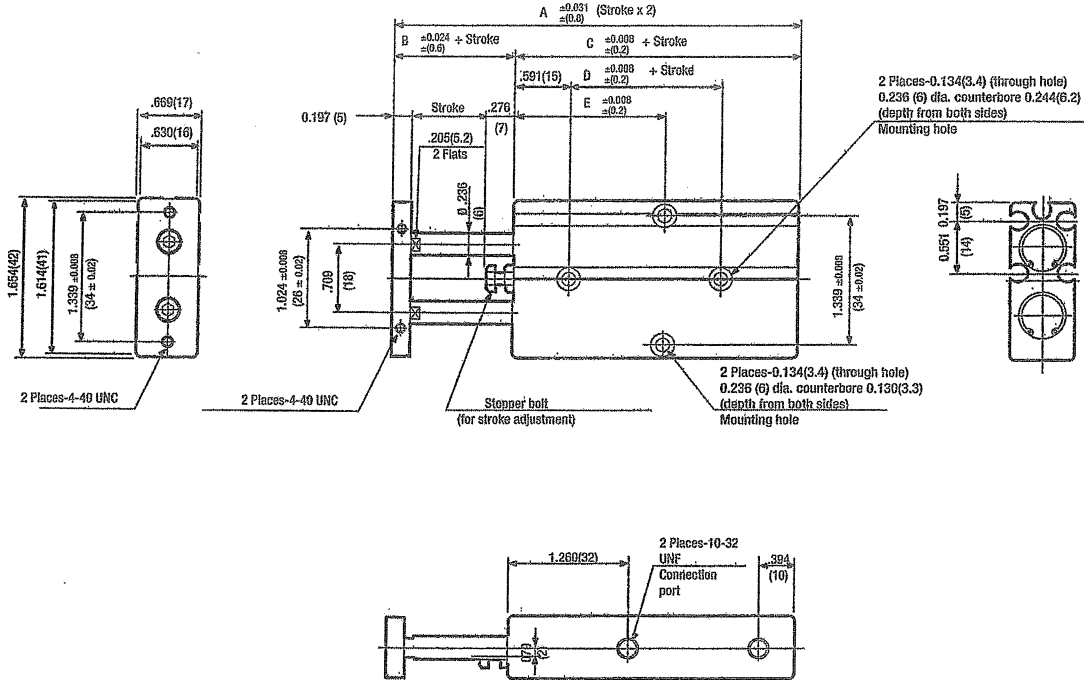 A ±0.031 ±(0.8) (Stroke x 2)
B ±0.024 ±(0.6) + Stroke
C ±0.008 ±(0.2) + Stroke
.591(15)
D ±0.008 ±(0.2) + Stroke
E ±0.008 ±(0.2)
2 Places-0.134(3.4) (through hole)
0.236 (6) dia. counterbore 0.244(6.2)
(depth from both sides)
Mounting hole
.669(17)
.630(16)
0.197 (5)
Stroke
.276
(7)
.205(5.2)
2 Flats
Ø .236
(6)
1.654(42)
1.614(41)
1.339 ±0.008
(34 ± 0.02)
1.024 ±0.008
(26 ± 0.02)
.709
(18)
1.339 ±0.008
(34 ±0.02)
0.551
(14)
0.197
(5)
2 Places-4-40 UNC
2 Places-4-40 UNC
Stopper bolt
(for stroke adjustment)
2 Places-0.134(3.4) (through hole)
0.236 (6) dia. counterbore 0.130(3.3)
(depth from both sides)
Mounting hole
1.260(32)
2 Places-10-32
UNF
Connection
port
.394
(10)
.079
(2)